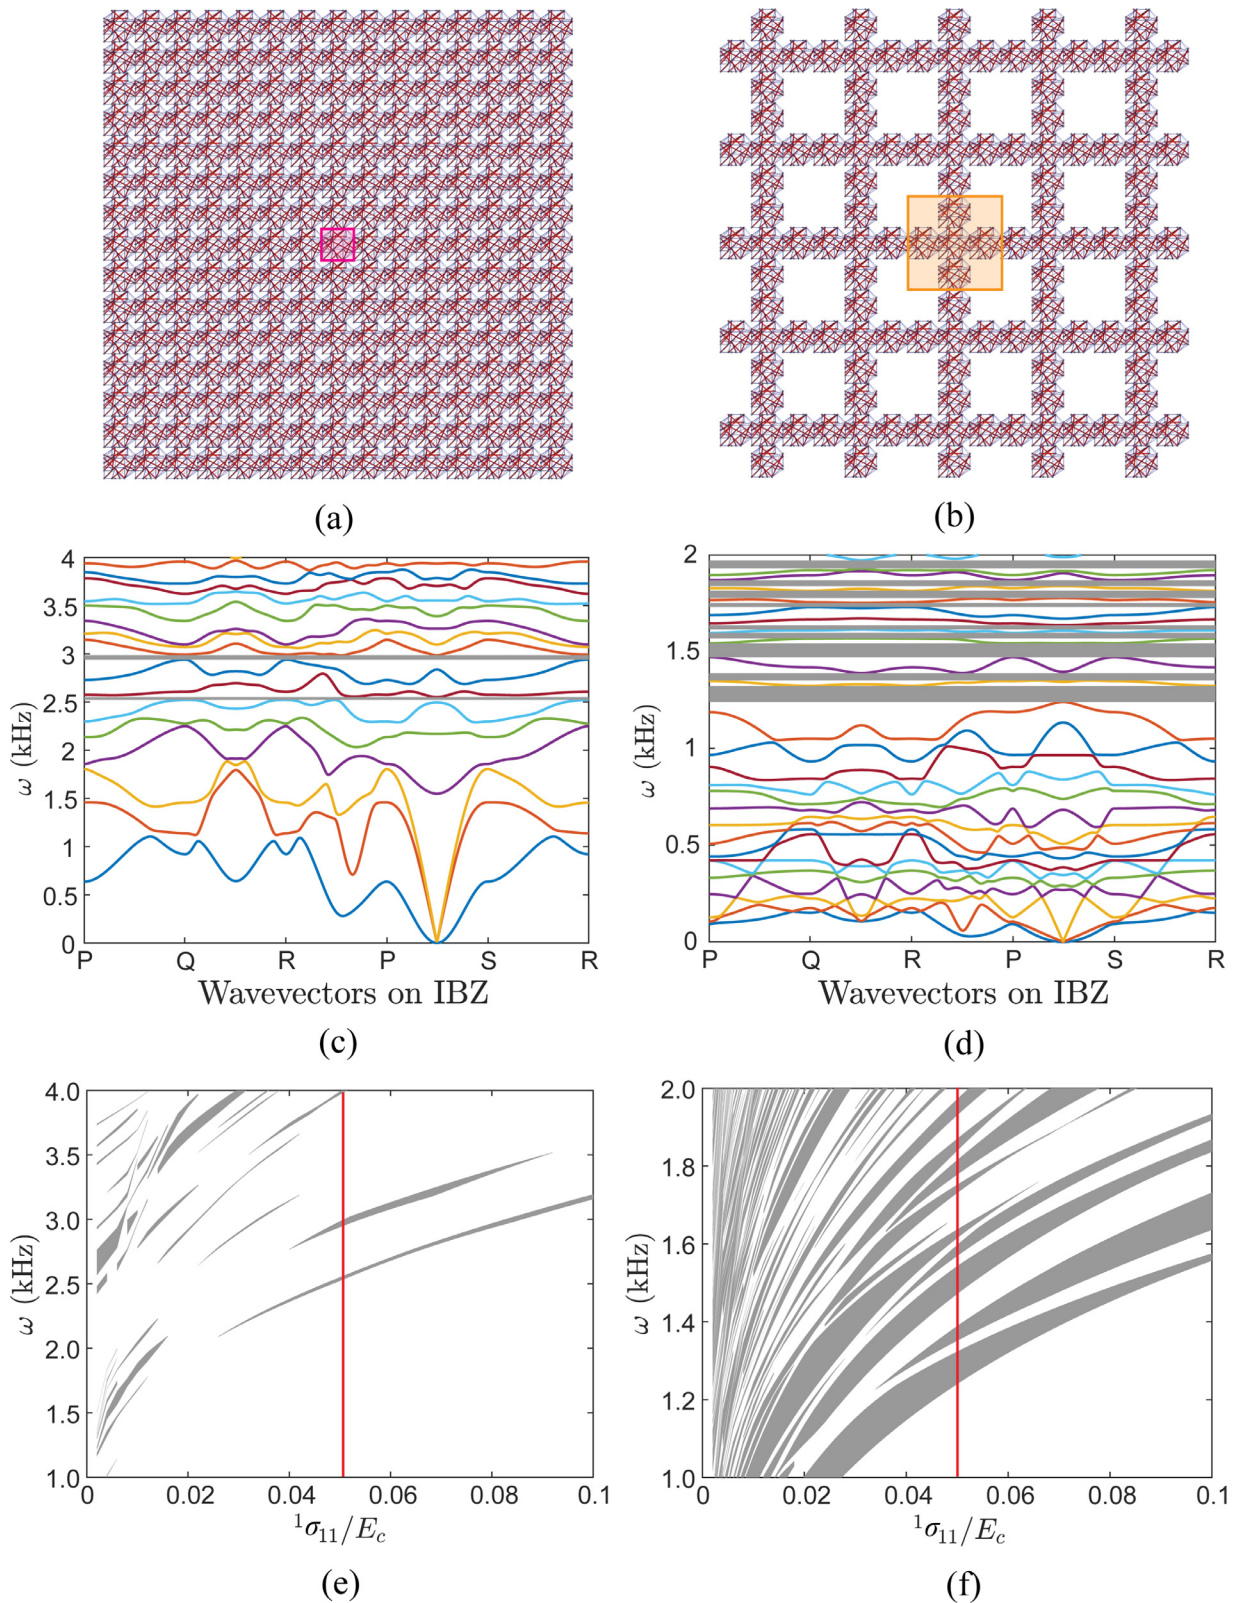 (a)
(b)
4
3.5
3
2.5
2
1.5
1
0.5
0
ω (kHz)
P Q R P S R
Wavevectors on IBZ
(c)
2
1.5
1
0.5
0
ω (kHz)
P Q R P S R
Wavevectors on IBZ
(d)
4.0
3.5
3.0
2.5
2.0
1.5
1.0
ω (kHz)
0 0.02 0.04 0.06 0.08 0.1
¹σ₁₁/E_c
(e)
2.0
1.8
1.6
1.4
1.2
1.0
ω (kHz)
0 0.02 0.04 0.06 0.08 0.1
¹σ₁₁/E_c
(f)